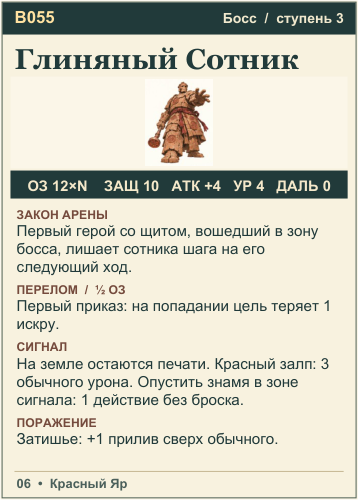 B055
Босс / ступень 3
Глиняный Сотник
ОЗ 12×N ЗАЩ 10 АТК +4 УР 4 ДАЛЬ 0
ЗАКОН АРЕНЫ
Первый герой со щитом, вошедший в зону
босса, лишает сотника шага на его
следующий ход.
ПЕРЕЛОМ / ½ ОЗ
Первый приказ: на попадании цель теряет 1
искру.
СИГНАЛ
На земле остаются печати. Красный залп: 3
обычного урона. Опустить знамя в зоне
сигнала: 1 действие без броска.
ПОРАЖЕНИЕ
Затишье: +1 прилив сверх обычного.
06 • Красный Яр